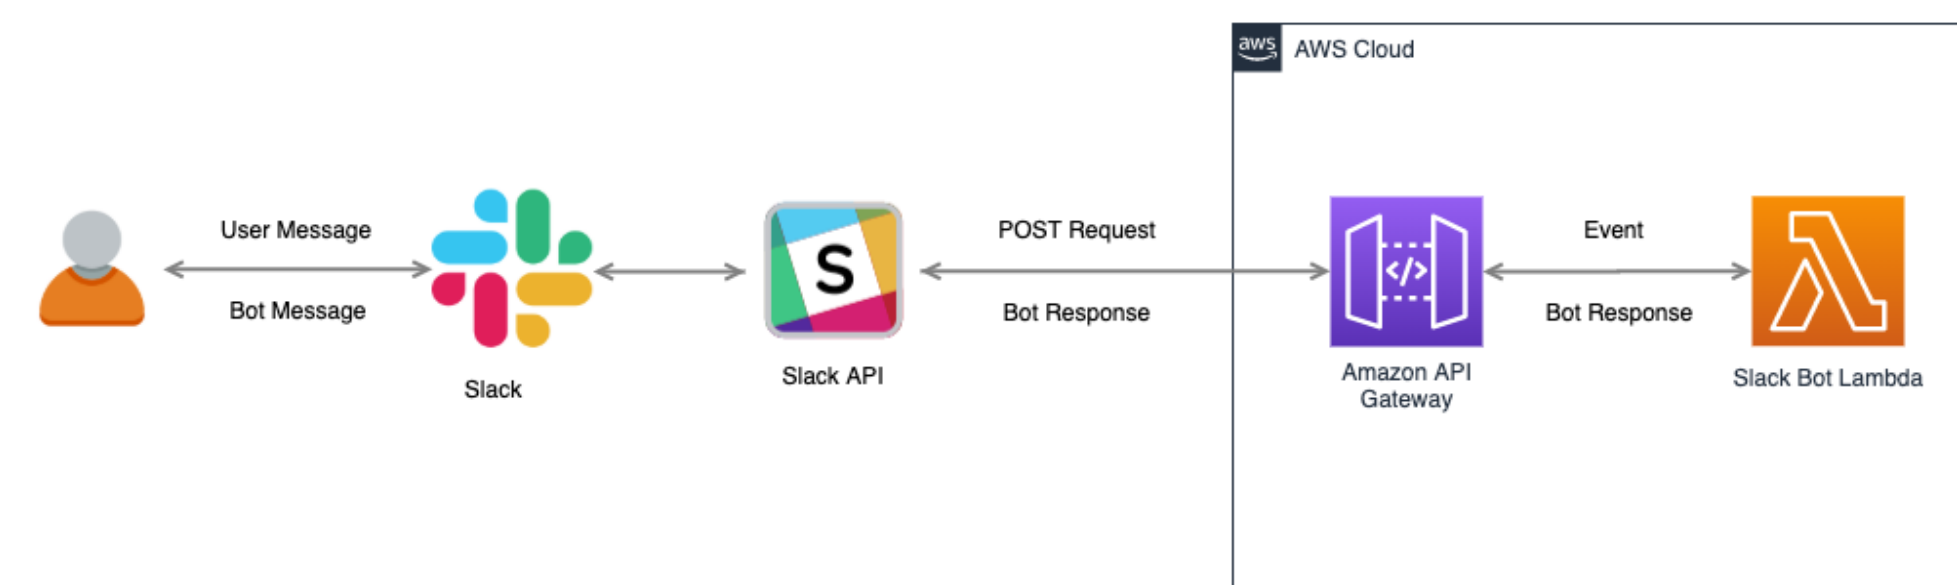 aws
AWS Cloud
User Message
Bot Message
Slack
S
Slack API
POST Request
Bot Response
</>
Amazon API
Gateway
Event
Bot Response
Slack Bot Lambda